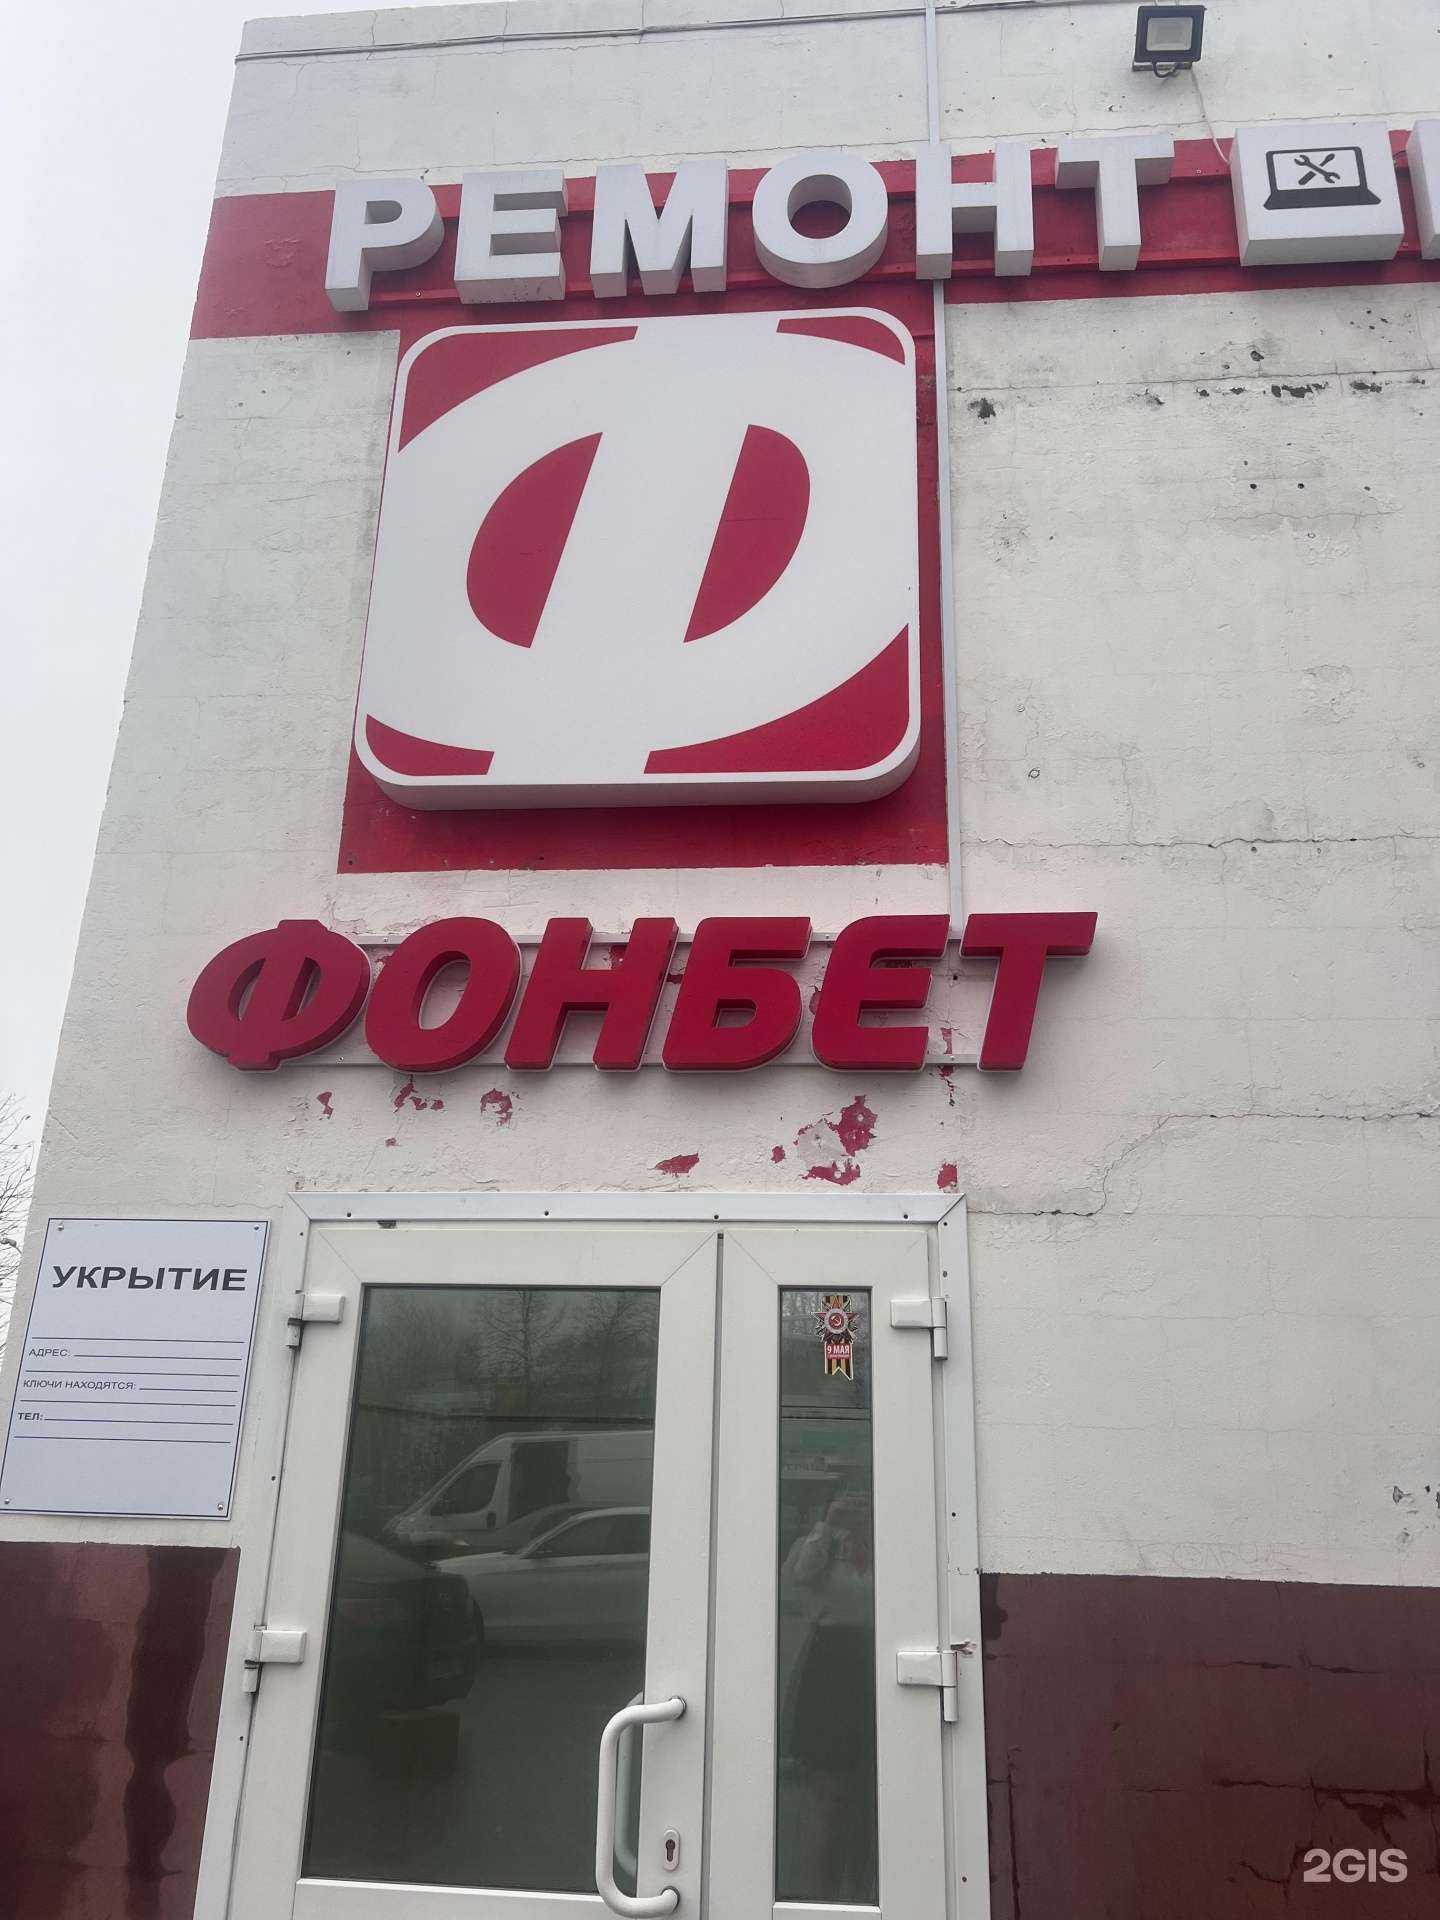 РЕМОНТ
Ф
ФОНБЕТ
УКРЫТИЕ
АДРЕС:
КЛЮЧИ НАХОДЯТСЯ:
ТЕЛ:
9 МАЯ
2GIS